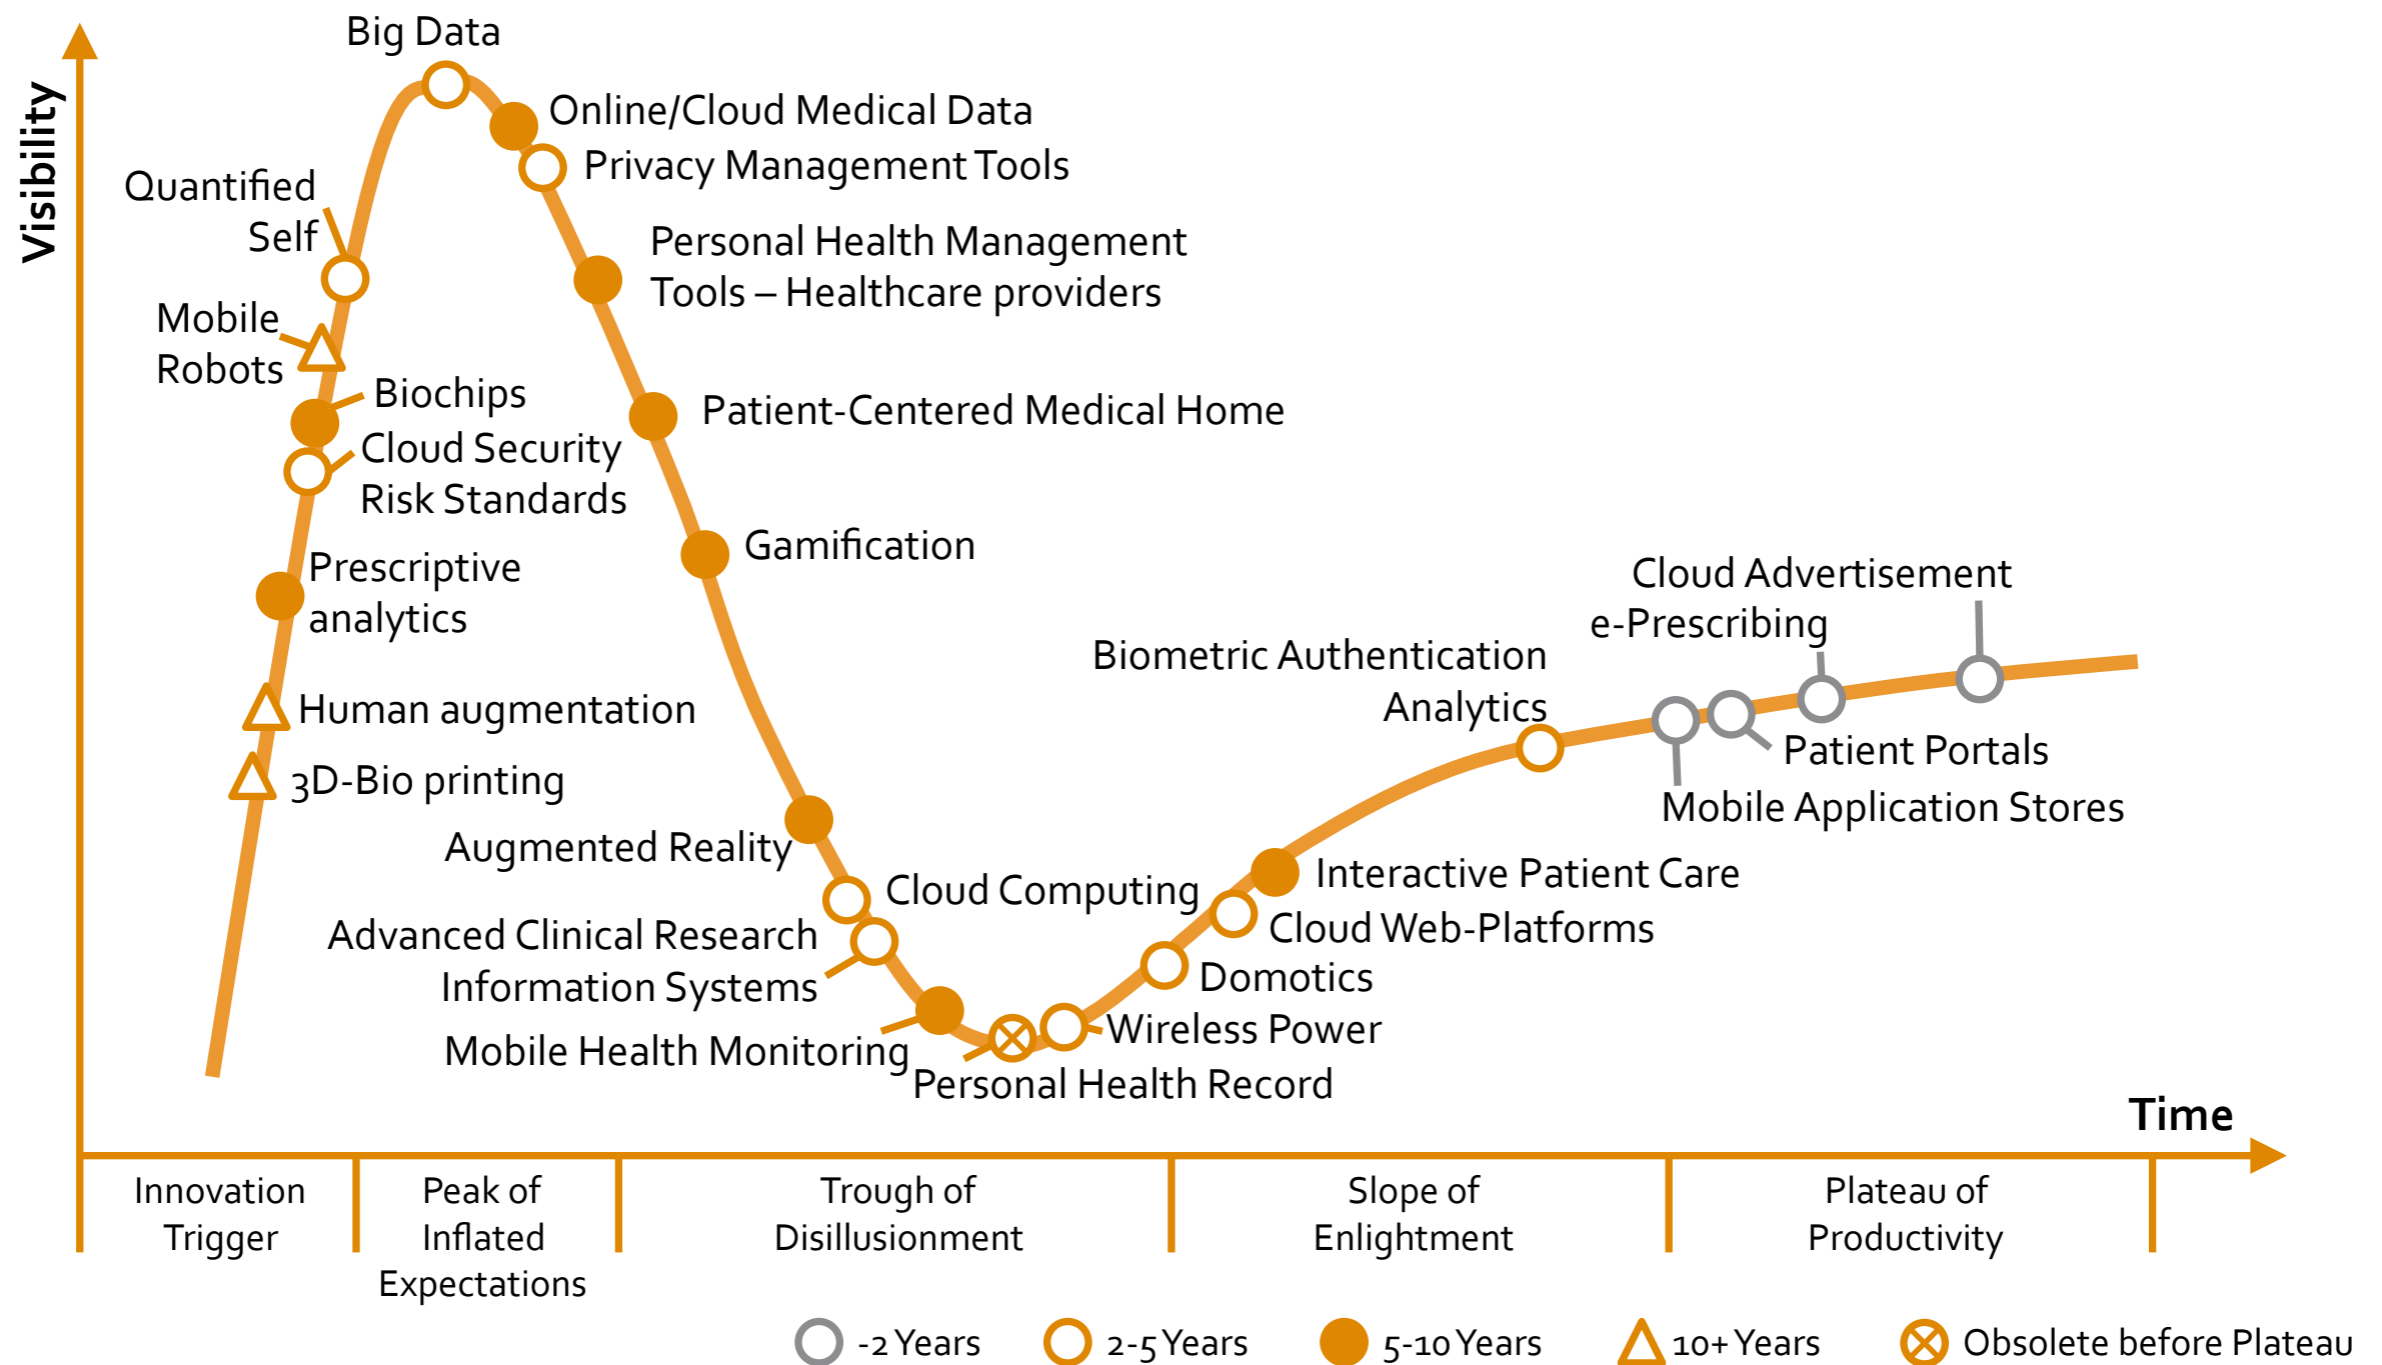 Big Data
Visibility
Online/Cloud Medical Data
Privacy Management Tools
Quantified
Self
Personal Health Management
Tools – Healthcare providers
Mobile
Robots
Biochips
Patient-Centered Medical Home
Cloud Security
Risk Standards
Gamification
Prescriptive
analytics
Cloud Advertisement
e-Prescribing
Biometric Authentication
Analytics
Human augmentation
Patient Portals
3D-Bio printing
Mobile Application Stores
Augmented Reality
Cloud Computing
Interactive Patient Care
Advanced Clinical Research
Information Systems
Cloud Web-Platforms
Domotics
Mobile Health Monitoring
Wireless Power
Personal Health Record
Time
Innovation
Trigger
Peak of
Inflated
Expectations
Trough of
Disillusionment
Slope of
Enlightment
Plateau of
Productivity
-2 Years
2-5 Years
5-10 Years
10+ Years
Obsolete before Plateau